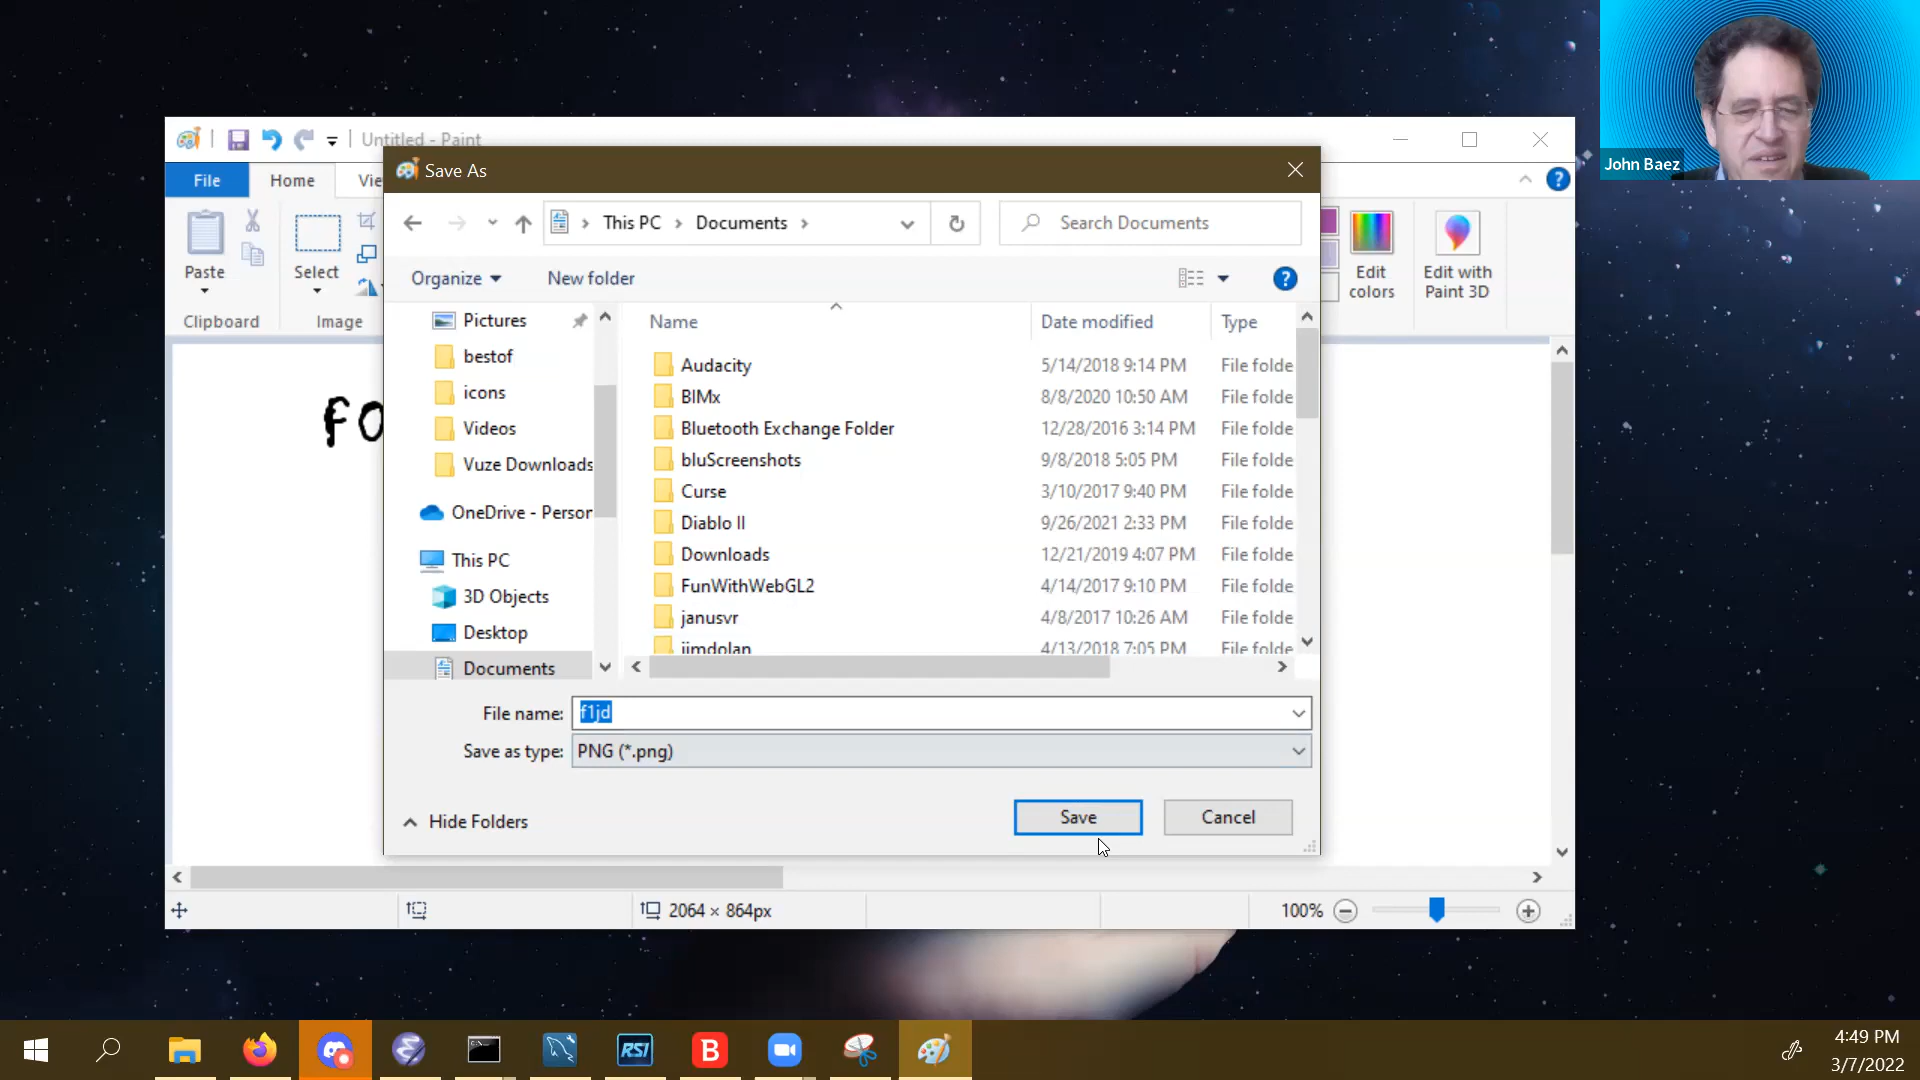 John Baez
Untitled - Paint
File
Home
Vie
Paste
Clipboard
Select
Image
Edit colors
Edit with Paint 3D
fo
Save As
This PC
Documents
Search Documents
Organize
New folder
Pictures
bestof
icons
Videos
Vuze Downloads
OneDrive - Person
This PC
3D Objects
Desktop
Documents
Name Date modified Type
Audacity 5/14/2018 9:14 PM File folde
BIMx 8/8/2020 10:50 AM File folde
Bluetooth Exchange Folder 12/28/2016 3:14 PM File folde
bluScreenshots 9/8/2018 5:05 PM File folde
Curse 3/10/2017 9:40 PM File folde
Diablo II 9/26/2021 2:33 PM File folde
Downloads 12/21/2019 4:07 PM File folde
FunWithWebGL2 4/14/2017 9:10 PM File folde
janusvr 4/8/2017 10:26 AM File folde
jimdolan 4/13/2018 7:05 PM File folde
File name: f1jd
Save as type: PNG (*.png)
Hide Folders
Save
Cancel
2064 × 864px
100%
RSI
B
4:49 PM
3/7/2022